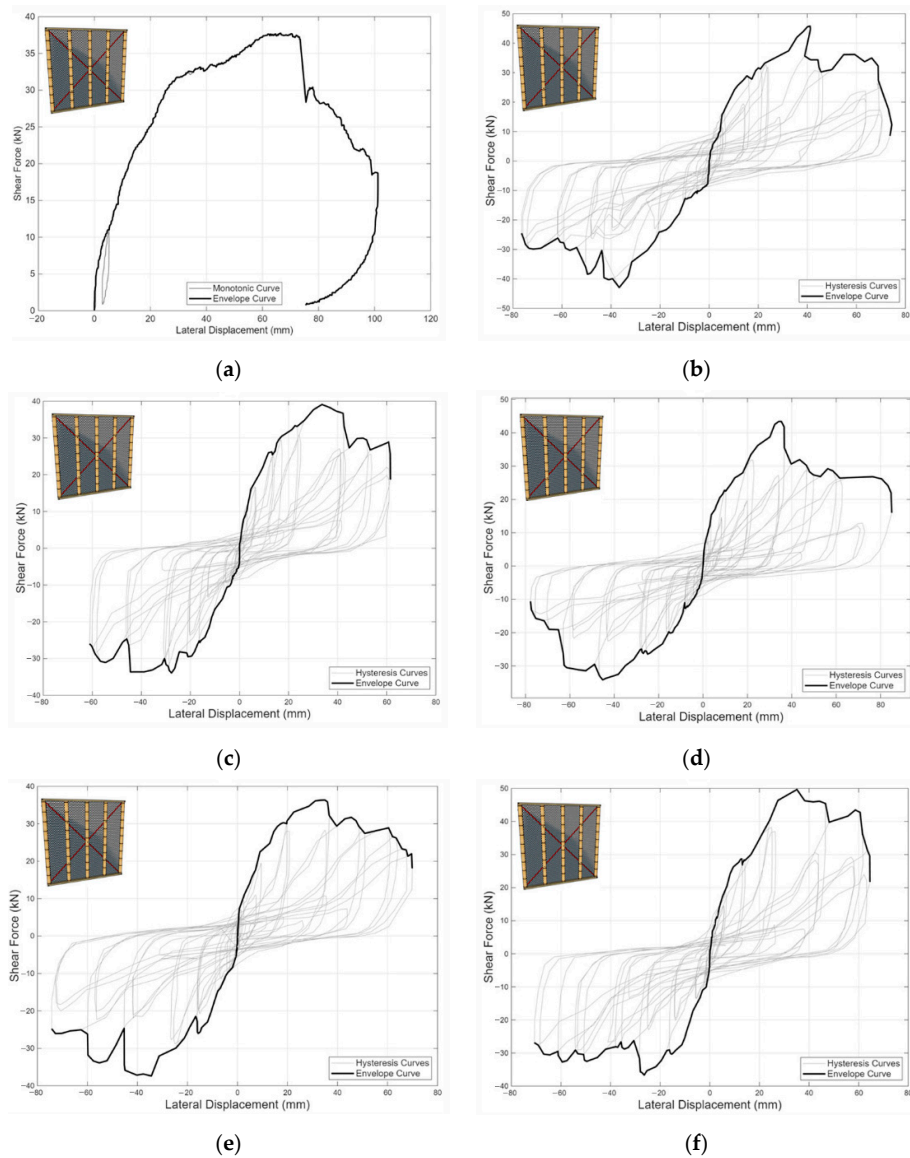 40
35
30
25
20
15
10
5
0
Shear Force (kN)
−20 0 20 40 60 80 100 120
Lateral Displacement (mm)
Monotonic Curve
Envelope Curve
(a)
50
40
30
20
10
0
−10
−20
−30
−40
50
Shear Force (kN)
−80 −60 −40 −20 0 20 40 60 80
Lateral Displacement (mm)
Hysteresis Curves
Envelope Curve
(b)
40
30
20
10
0
−10
−20
−30
−40
Shear Force (kN)
−80 −60 −40 −20 0 20 40 60 80
Lateral Displacement (mm)
Hysteresis Curves
Envelope Curve
(c)
50
40
30
20
10
0
−10
−20
−30
Shear Force (kN)
−80 −60 −40 −20 0 20 40 60 80
Lateral Displacement (mm)
Hysteresis Curves
Envelope Curve
(d)
40
30
20
10
0
−10
−20
−30
−40
Shear Force (kN)
−80 −60 −40 −20 0 20 40 60 80
Lateral Displacement (mm)
Hysteresis Curves
Envelope Curve
(e)
50
40
30
20
10
0
−10
−20
−30
−40
Shear Force (kN)
−80 −60 −40 −20 0 20 40 60 80
Lateral Displacement (mm)
Hysteresis Curves
Envelope Curve
(f)